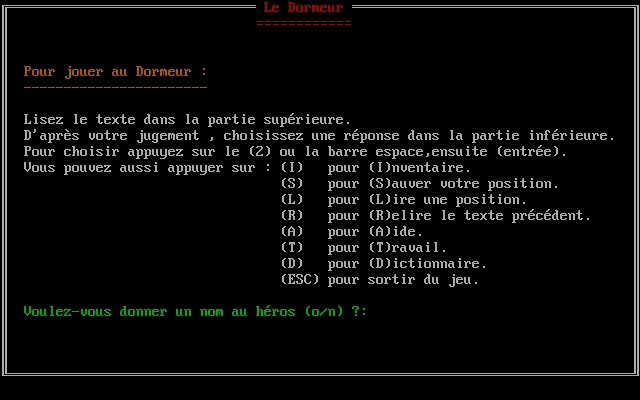 Le Dormeur
============
Pour jouer au Dormeur :
-----------------------
Lisez le texte dans la partie supérieure.
D'après votre jugement , choisissez une réponse dans la partie inférieure.
Pour choisir appuyez sur le (2) ou la barre espace,ensuite (entrée).
Vous pouvez aussi appuyer sur : (I) pour (I)nventaire.
(S) pour (S)auver votre position.
(L) pour (L)ire une position.
(R) pour (R)elire le texte précédent.
(A) pour (A)ide.
(T) pour (T)ravail.
(D) pour (D)ictionnaire.
(ESC) pour sortir du jeu.
Voulez-vous donner un nom au héros (o/n) ?: